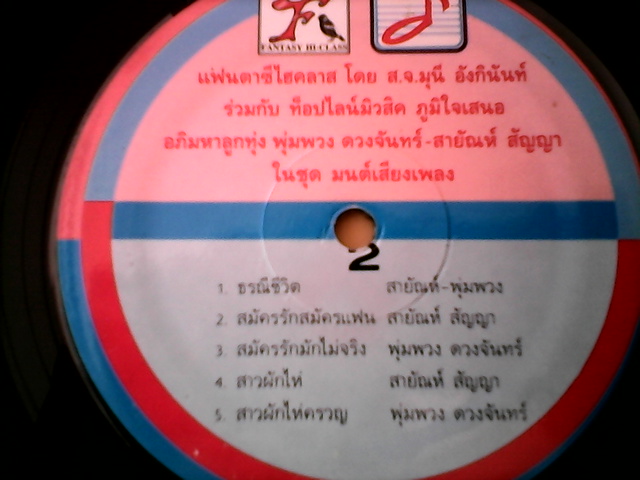 FANTASY HI-CLASS
แฟนตาซีไฮคลาส โดย ส.จ.มุนี อังกินันท์
ร่วมกับ ท็อปไลน์มิวสิค ภูมิใจเสนอ
อภิมหาลูกทุ่ง พุ่มพวง ดวงจันทร์-สายัณห์ สัญญา
ในชุด มนต์เสียงเพลง
2
1. ธรณีชีวิต สายัณห์-พุ่มพวง
2. สมัครรักสมัครแฟน สายัณห์ สัญญา
3. สมัครรักมักไม่จริง พุ่มพวง ดวงจันทร์
4. สาวผักไห่ สายัณห์ สัญญา
5. สาวผักไห่ครวญ พุ่มพวง ดวงจันทร์